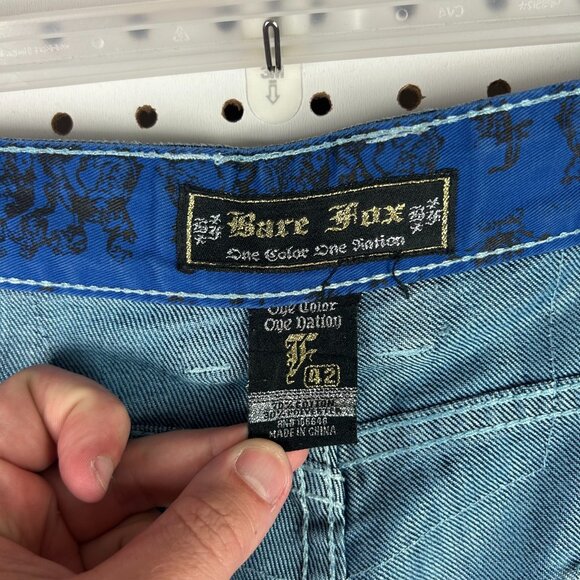 Bare Fox
One Color One Nation
One Color
One Nation
F
42
MADE IN CHINA